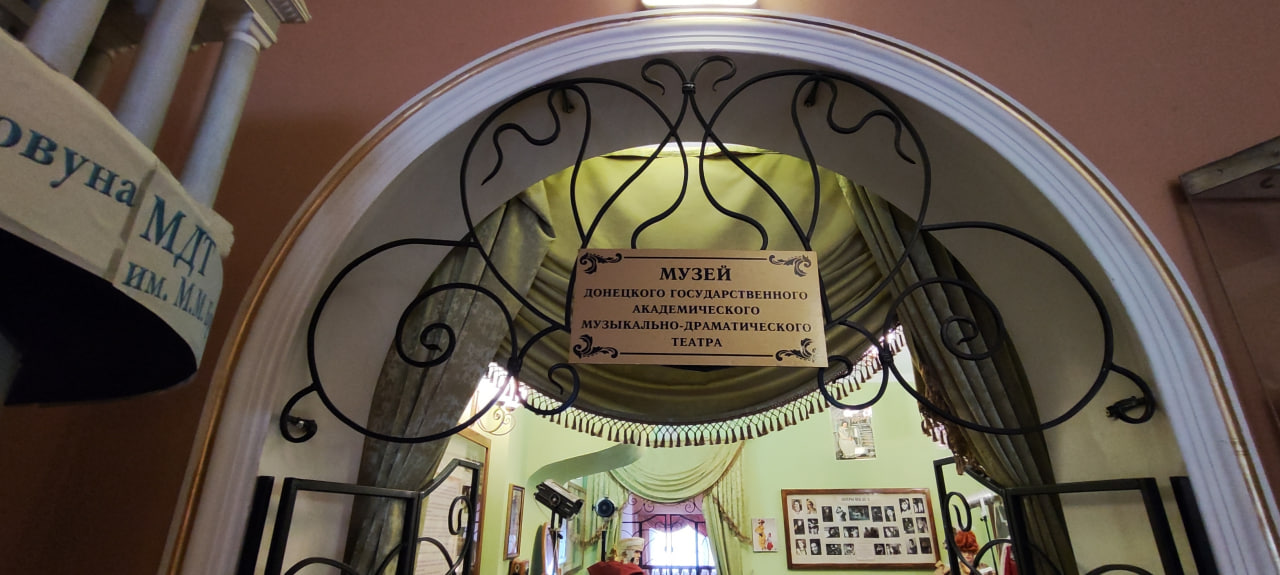 овуна МДТ
им. М.М.
МУЗЕЙ
ДОНЕЦКОГО ГОСУДАРСТВЕННОГО
АКАДЕМИЧЕСКОГО
МУЗЫКАЛЬНО-ДРАМАТИЧЕСКОГО
ТЕАТРА